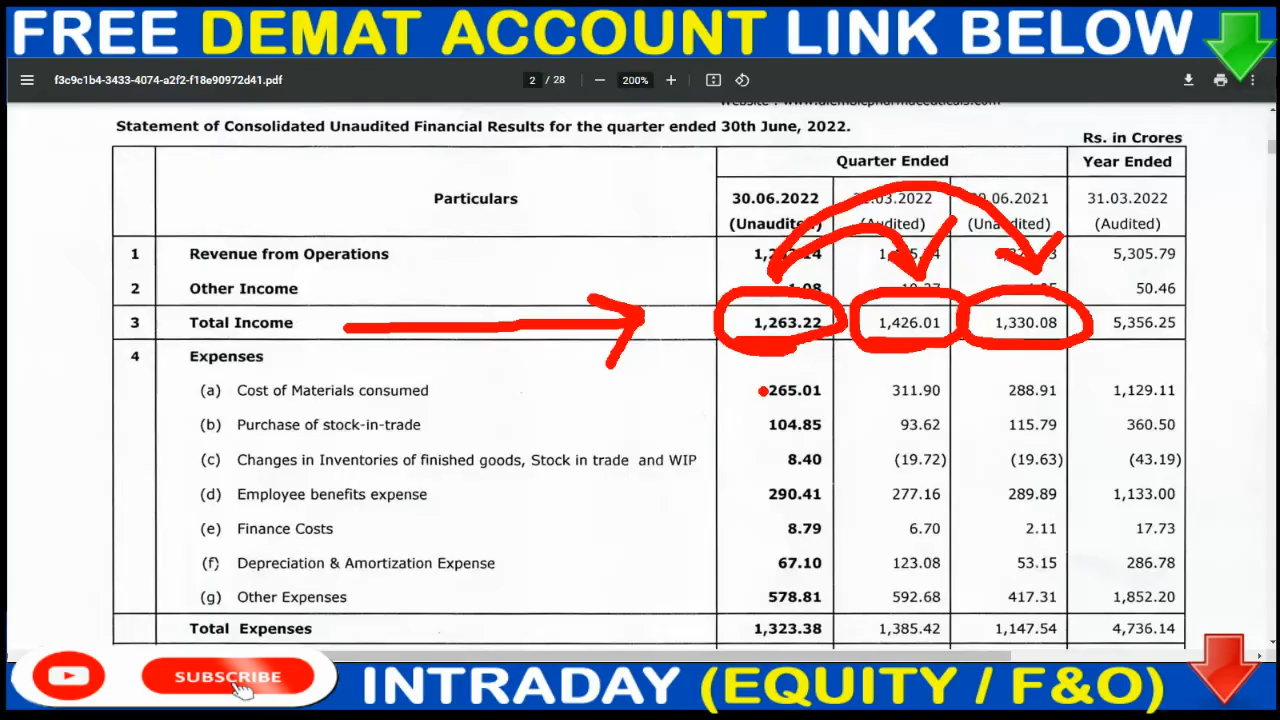 FREE DEMAT ACCOUNT LINK BELOW
f3c9c1b4-3433-4074-a2f2-f18e90972d41.pdf 2 / 28 200%
Statement of Consolidated Unaudited Financial Results for the quarter ended 30th June, 2022.
Rs. in Crores
Quarter Ended Year Ended
Particulars 30.06.2022 .03.2022 .06.2021 31.03.2022
(Unaudited) (Audited) (Unaudited) (Audited)
1 Revenue from Operations 5,305.79
2 Other Income 50.46
3 Total Income 1,263.22 1,426.01 1,330.08 5,356.25
4 Expenses
(a) Cost of Materials consumed 265.01 311.90 288.91 1,129.11
(b) Purchase of stock-in-trade 104.85 93.62 115.79 360.50
(c) Changes in Inventories of finished goods, Stock in trade and WIP 8.40 (19.72) (19.63) (43.19)
(d) Employee benefits expense 290.41 277.16 289.89 1,133.00
(e) Finance Costs 8.79 6.70 2.11 17.73
(f) Depreciation & Amortization Expense 67.10 123.08 53.15 286.78
(g) Other Expenses 578.81 592.68 417.31 1,852.20
Total Expenses 1,323.38 1,385.42 1,147.54 4,736.14
SUBSCRIBE
INTRADAY (EQUITY / F&O)